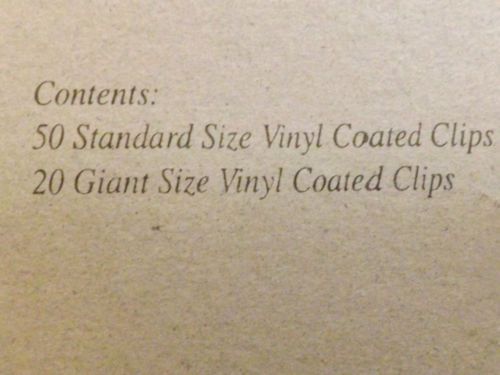 Contents:
50 Standard Size Vinyl Coated Clips
20 Giant Size Vinyl Coated Clips